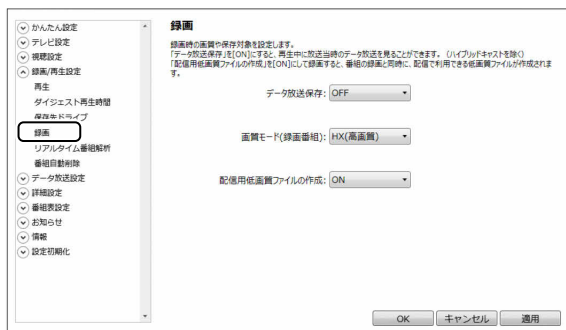 かんたん設定
テレビ設定
視聴設定
録画/再生設定
再生
ダイジェスト再生時間
保存先ドライブ
録画
リアルタイム番組解析
番組自動削除
データ放送設定
詳細設定
番組表設定
お知らせ
情報
設定初期化
録画
録画時の画質や保存対象を設定します。
「データ放送保存」を[ON]にすると、再生中に放送当時のデータ放送を見ることができます。（ハイブリッドキャストを除く）
「配信用低画質ファイルの作成」を[ON]にして録画すると、番組の録画と同時に、配信で利用できる低画質ファイルが作成されま
す。
データ放送保存: OFF
画質モード(録画番組): HX(高画質)
配信用低画質ファイルの作成: ON
OK キャンセル 適用